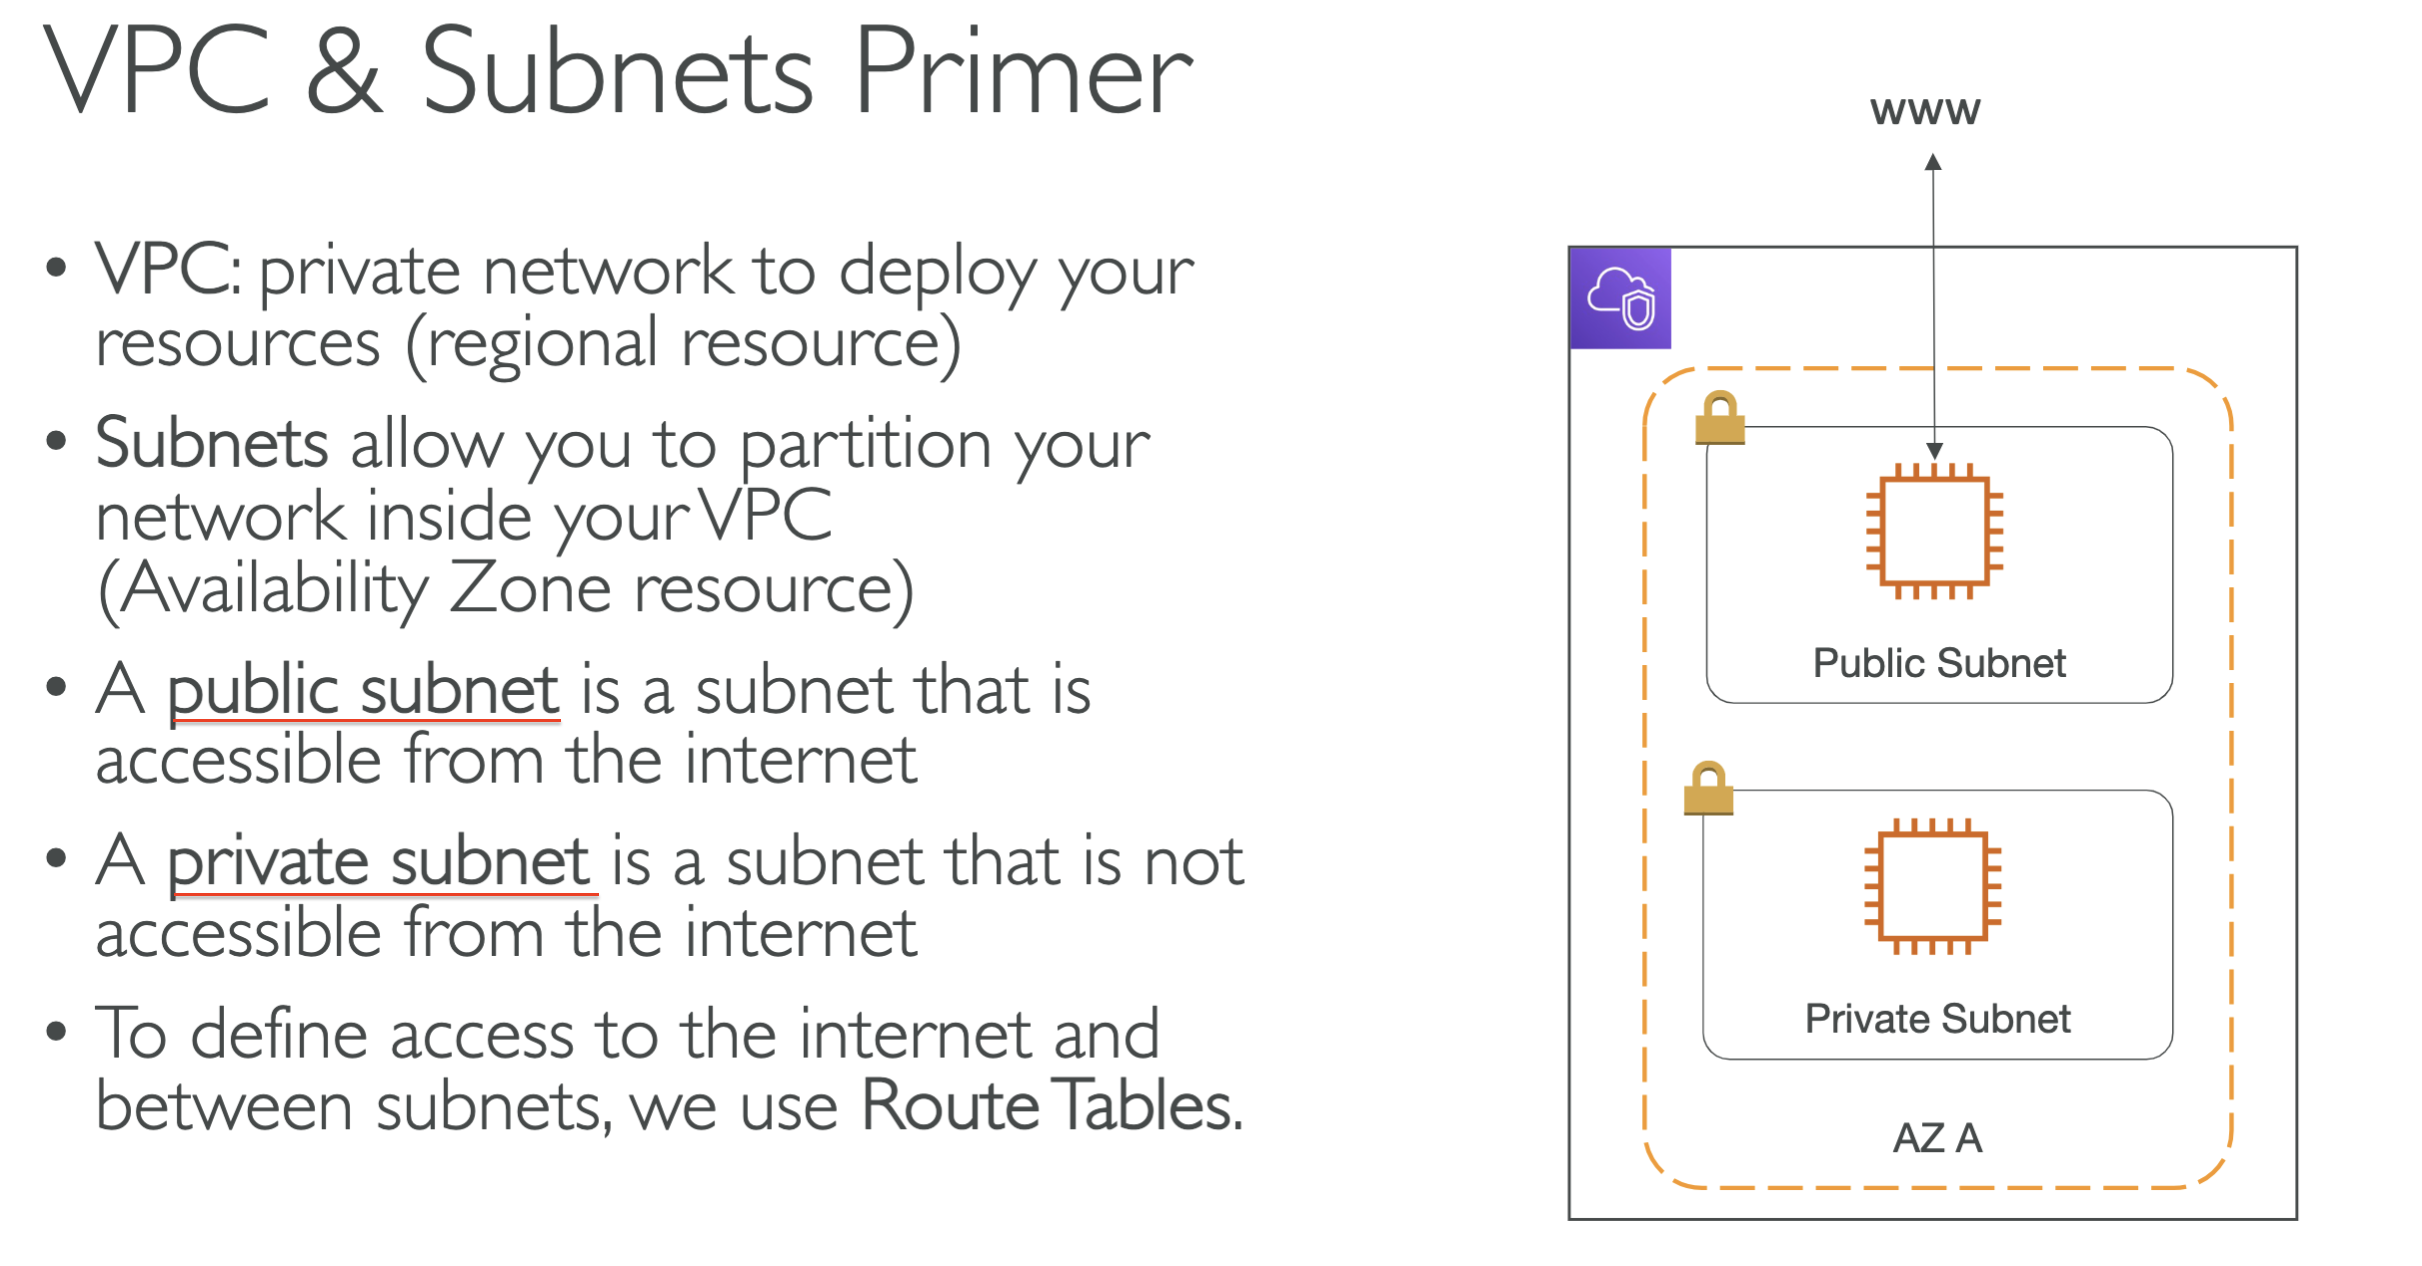 VPC & Subnets Primer
• VPC: private network to deploy your
resources (regional resource)
• Subnets allow you to partition your
network inside your VPC
(Availability Zone resource)
• A public subnet is a subnet that is
accessible from the internet
• A private subnet is a subnet that is not
accessible from the internet
• To define access to the internet and
between subnets, we use Route Tables.
www
Public Subnet
Private Subnet
AZ A